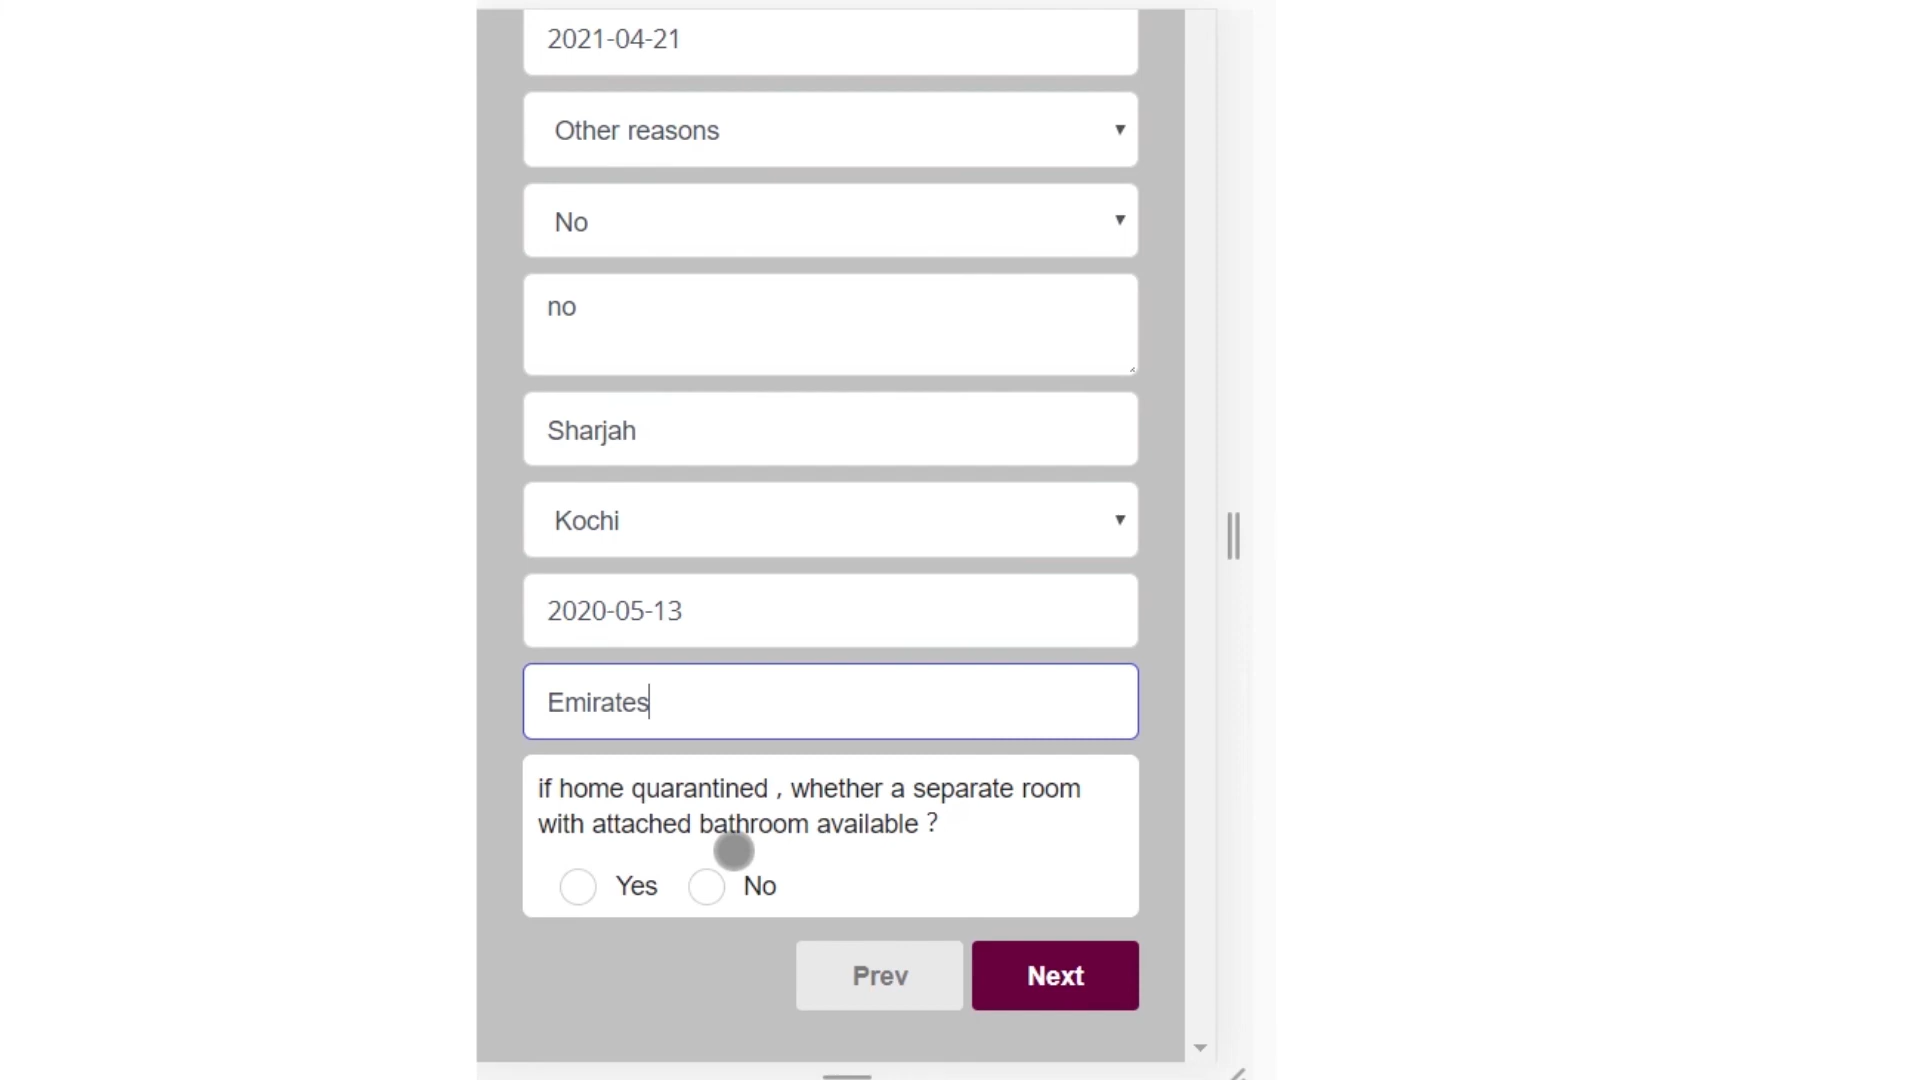 2021-04-21
Other reasons
No
no
Sharjah
Kochi
2020-05-13
Emirates
if home quarantined , whether a separate room
with attached bathroom available ?
Yes No
Prev Next